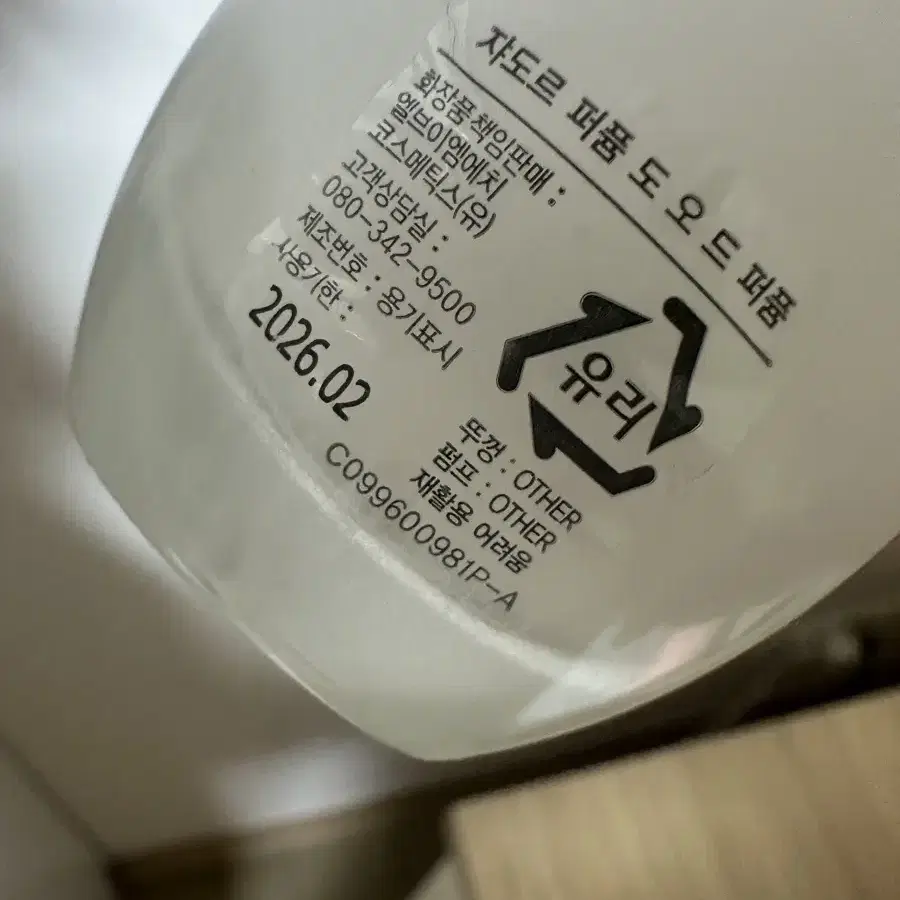 쟈도르 퍼퓸 도 오 드 퍼퓸
화장품책임판매 :
엘브이엠에치
코스메틱스(유)
고객상담실 :
080-342-9500
제조번호 : 용기표시
사용기한 :
2026.02
유리
뚜껑 : OTHER
펌프 : OTHER
재활용 어려움
C099600981P-A